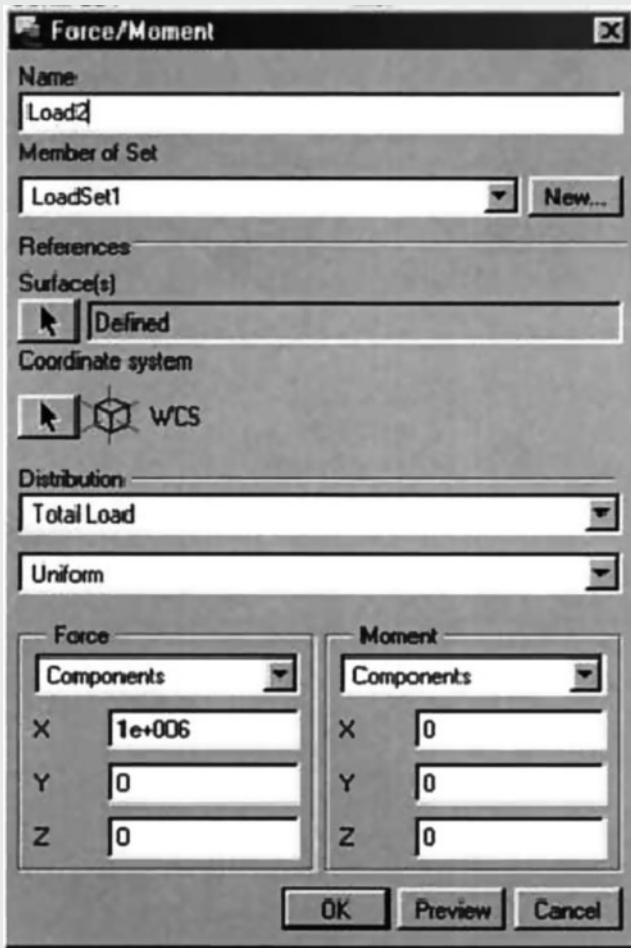 Force/Moment
Name
Load2
Member of Set
LoadSet1
New...
References
Surface(s)
Defined
Coordinate system
WCS
Distribution
Total Load
Uniform
Force Moment
Components Components
X 1e+006 X 0
Y 0 Y 0
Z 0 Z 0
OK Preview Cancel